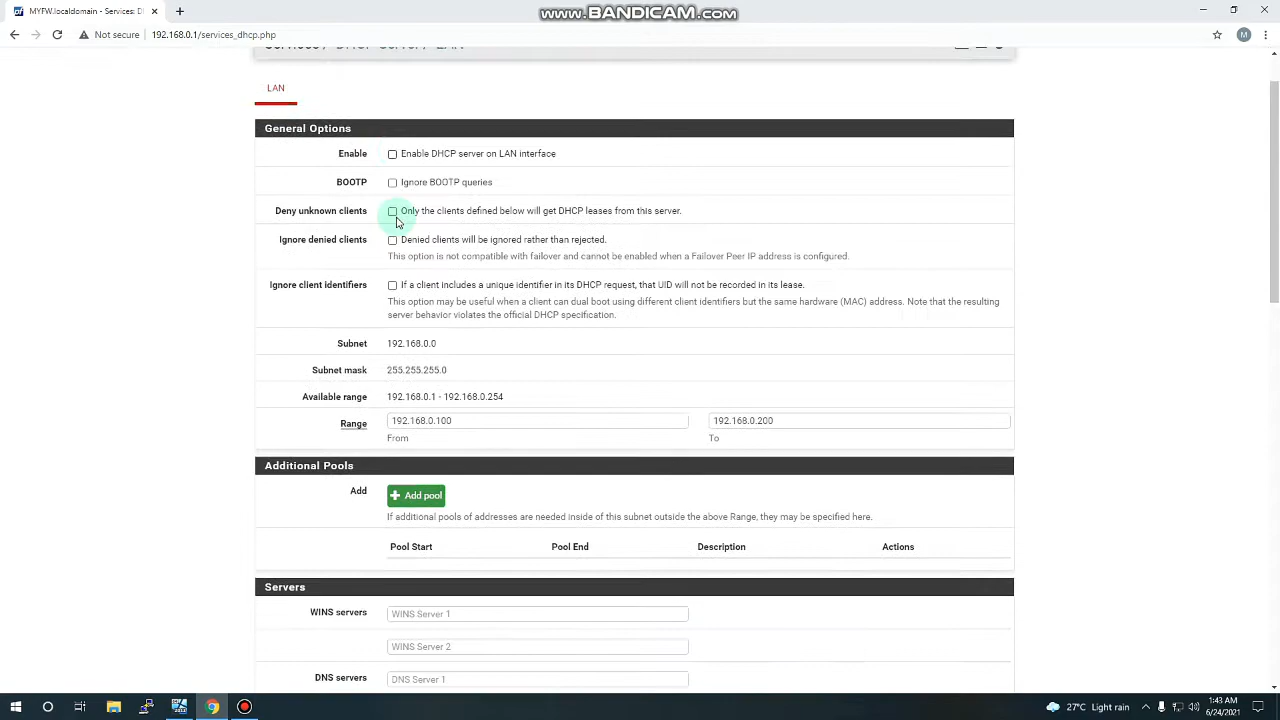 MYFW.localdomain - Services: DH
www.BANDICAM.com
Not secure
192.168.0.1/services_dhcp.php
M
LAN
General Options
Enable
Enable DHCP server on LAN interface
BOOTP
Ignore BOOTP queries
Deny unknown clients
Only the clients defined below will get DHCP leases from this server.
Ignore denied clients
Denied clients will be ignored rather than rejected.
This option is not compatible with failover and cannot be enabled when a Failover Peer IP address is configured.
Ignore client identifiers
If a client includes a unique identifier in its DHCP request, that UID will not be recorded in its lease.
This option may be useful when a client can dual boot using different client identifiers but the same hardware (MAC) address. Note that the resulting
server behavior violates the official DHCP specification.
Subnet
192.168.0.0
Subnet mask
255.255.255.0
Available range
192.168.0.1 - 192.168.0.254
Range
192.168.0.100
192.168.0.200
From
To
Additional Pools
Add
Add pool
If additional pools of addresses are needed inside of this subnet outside the above Range, they may be specified here.
Pool Start
Pool End
Description
Actions
Servers
WINS servers
WINS Server 1
WINS Server 2
DNS servers
DNS Server 1
27°C Light rain
1:43 AM
6/24/2021